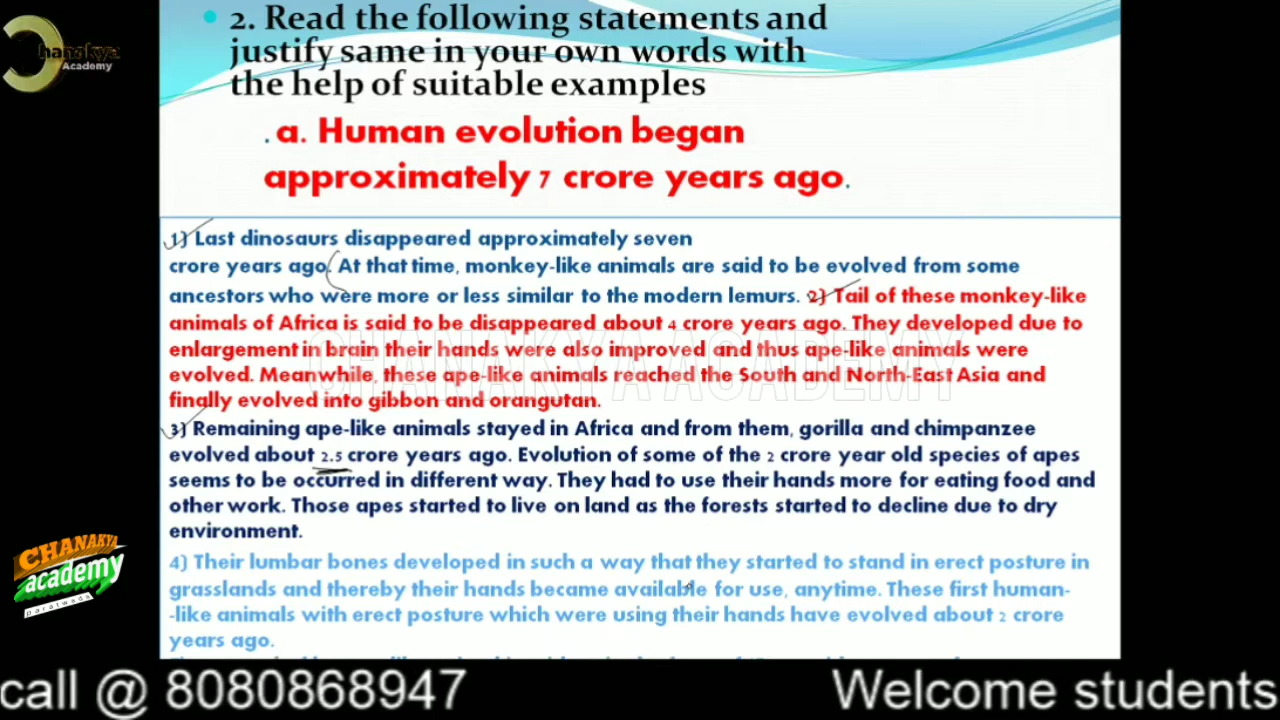 Chanakya
Academy
2. Read the following statements and
justify same in your own words with
the help of suitable examples
. a. Human evolution began
approximately 7 crore years ago.
1) Last dinosaurs disappeared approximately seven
crore years ago. At that time, monkey-like animals are said to be evolved from some
ancestors who were more or less similar to the modern lemurs. 2) Tail of these monkey-like
animals of Africa is said to be disappeared about 4 crore years ago. They developed due to
enlargement in brain their hands were also improved and thus ape-like animals were
evolved. Meanwhile, these ape-like animals reached the South and North-East Asia and
finally evolved into gibbon and orangutan.
CHANAKYA ACADEMY
3) Remaining ape-like animals stayed in Africa and from them, gorilla and chimpanzee
evolved about 2.5 crore years ago. Evolution of some of the 2 crore year old species of apes
seems to be occurred in different way. They had to use their hands more for eating food and
other work. Those apes started to live on land as the forests started to decline due to dry
environment.
4) Their lumbar bones developed in such a way that they started to stand in erect posture in
grasslands and thereby their hands became available for use, anytime. These first human-
-like animals with erect posture which were using their hands have evolved about 2 crore
years ago.
CHANAKYA
academy
paratwada
call @ 8080868947
Welcome students